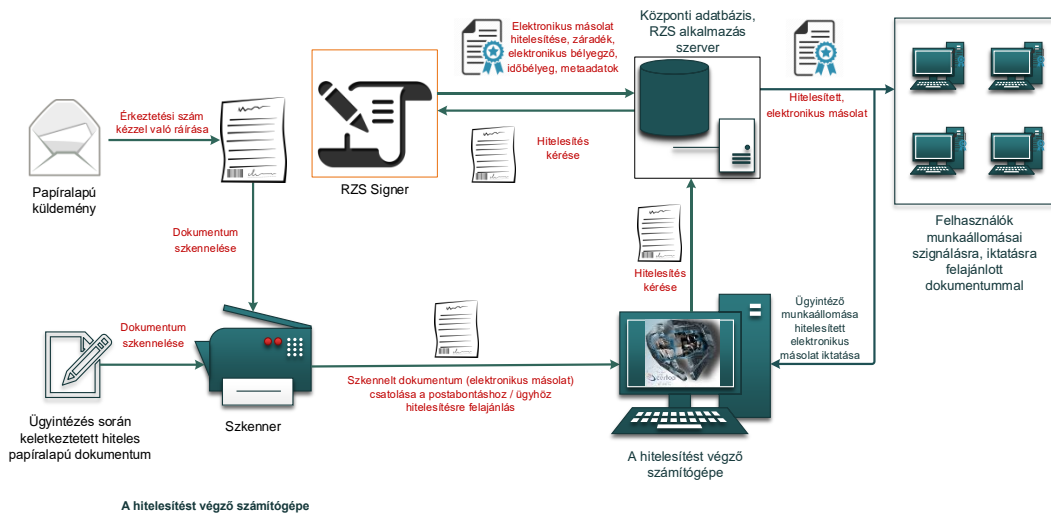 Elektronikus másolat
hitelesítése, záradék,
elektronikus bélyegző,
időbélyeg, metaadatok
Központi adatbázis,
RZS alkalmazás
szerver
Érkeztetési szám
kézzel való ráírása
Hitelesített,
elektronikus másolat
Hitelesítés
kérése
Papíralapú
küldemény
RZS Signer
Felhasználók
munkaállomásai
szignálásra, iktatásra
felajánlott
dokumentummal
Dokumentum
szkennelése
Hitelesítés
kérése
Ügyintéző
munkaállomása
hitelesített
elektronikus
másolat iktatása
Dokumentum
szkennelése
Szkennelt dokumentum (elektronikus másolat)
csatolása a postabontáshoz / ügyhöz
hitelesítésre felajánlás
Ügyintézés során
keletkeztetett hiteles
papíralapú dokumentum
Szkenner
A hitelesítést végző
számítógépe
A hitelesítést végző számítógépe